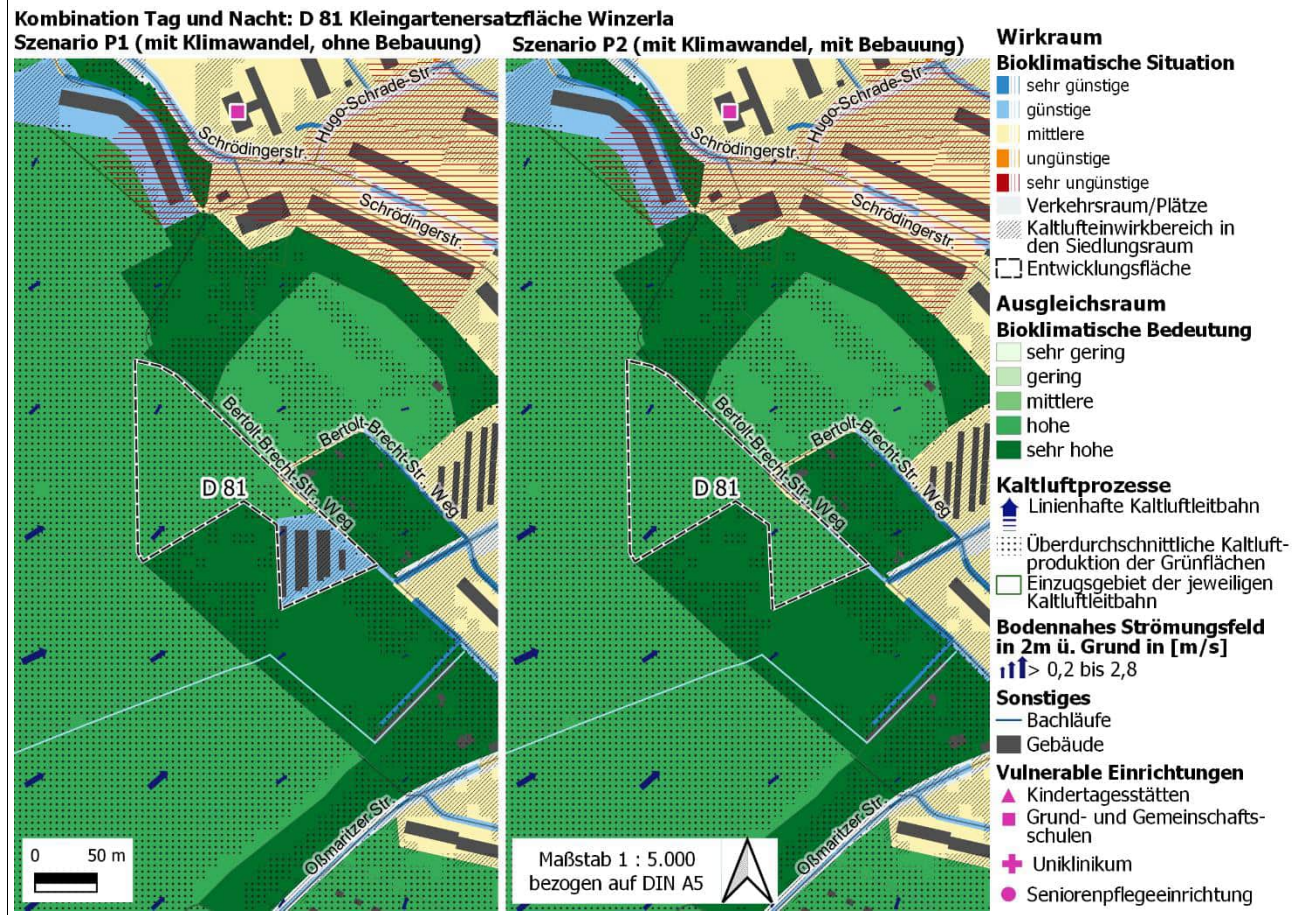 Kombination Tag und Nacht: D 81 Kleingartenersatzfläche Winzerla
Szenario P1 (mit Klimawandel, ohne Bebauung)
Szenario P2 (mit Klimawandel, mit Bebauung)
Schrödingerstr.
Hugo-Schrade-Str.
Schrödingerstr.
Bertolt-Brecht-Str., Weg
Bertolt-Brecht-Str., Weg
D 81
Oßmaritzer Str.
0 50 m
Schrödingerstr.
Hugo-Schrade-Str.
Schrödingerstr.
Bertolt-Brecht-Str., Weg
Bertolt-Brecht-Str., Weg
D 81
Oßmaritzer Str.
Maßstab 1 : 5.000
bezogen auf DIN A5
Wirkraum
Bioklimatische Situation
sehr günstige
günstige
mittlere
ungünstige
sehr ungünstige
Verkehrsraum/Plätze
Kaltlufteinwirkbereich in
den Siedlungsraum
Entwicklungsfläche
Ausgleichsraum
Bioklimatische Bedeutung
sehr gering
gering
mittlere
hohe
sehr hohe
Kaltluftprozesse
Linienhafte Kaltluftleitbahn
Überdurchschnittliche Kaltluft-
produktion der Grünflächen
Einzugsgebiet der jeweiligen
Kaltluftleitbahn
Bodennahes Strömungsfeld
in 2m ü. Grund in [m/s]
> 0,2 bis 2,8
Sonstiges
Bachläufe
Gebäude
Vulnerable Einrichtungen
Kindertagesstätten
Grund- und Gemeinschafts-
schulen
Uniklinikum
Seniorenpflegeeinrichtung